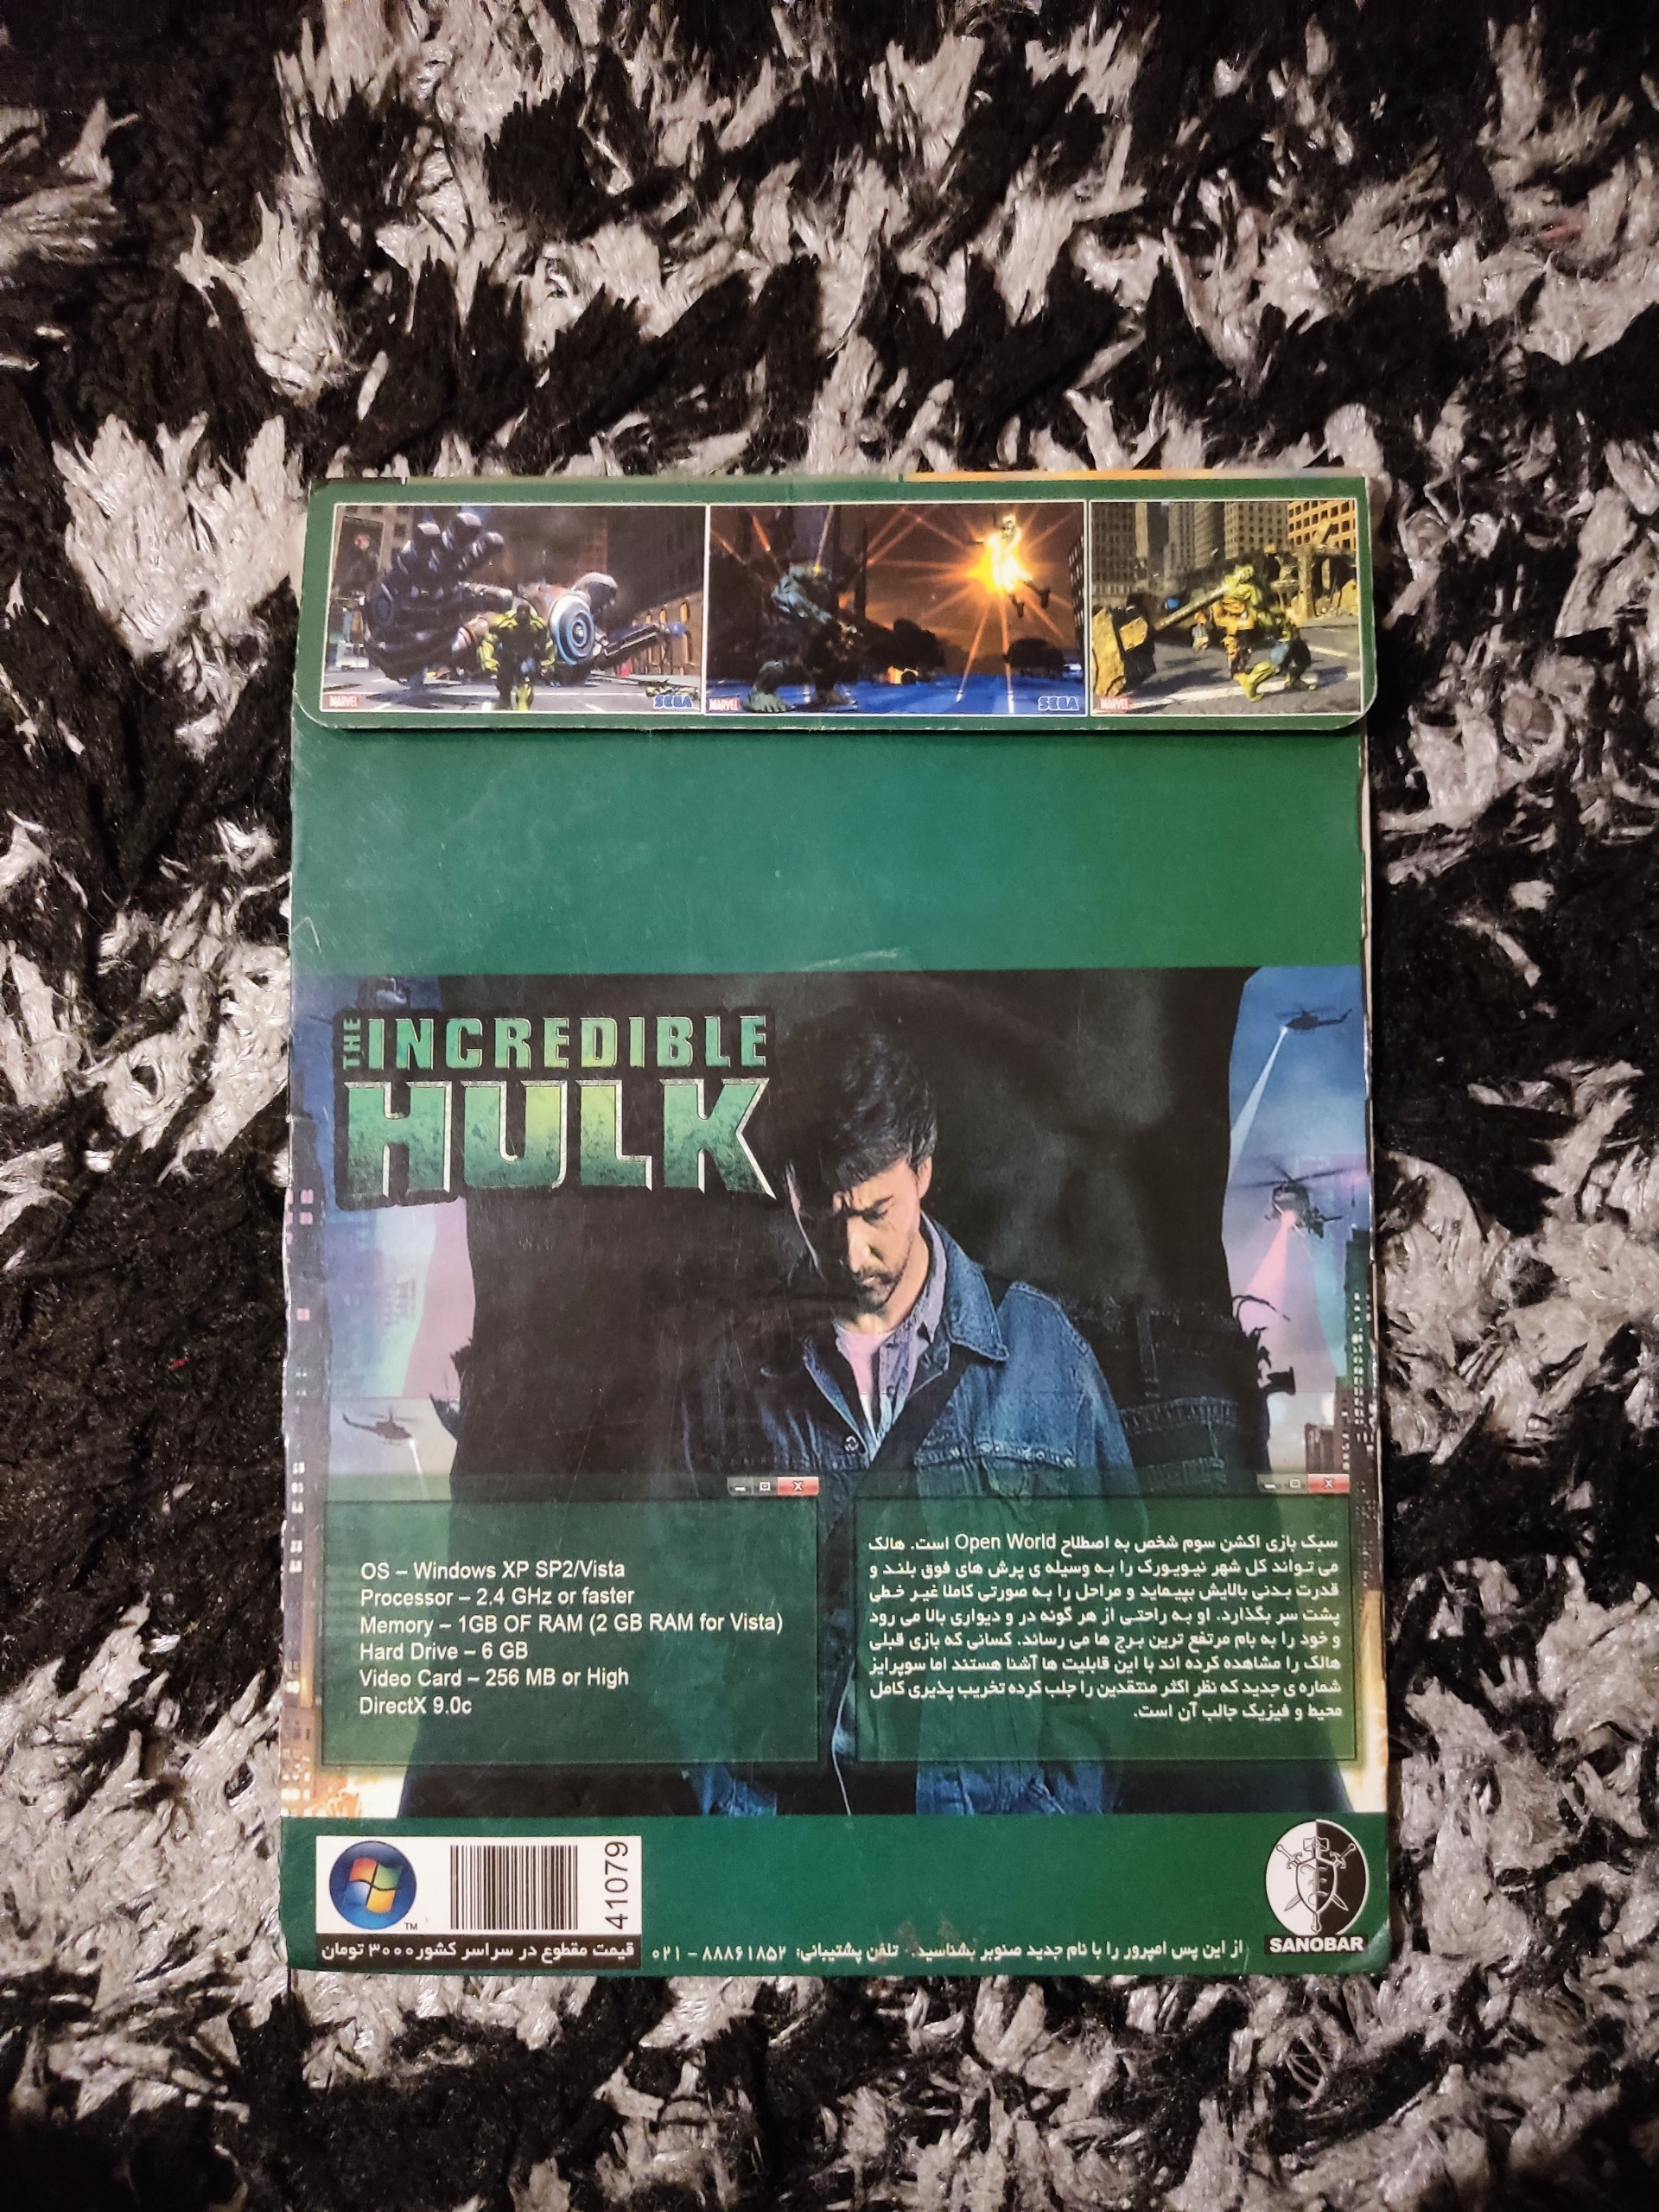 MARVEL
SEGA
MARVEL
SEGA
MARVEL
THE
INCREDIBLE
HULK
OS – Windows XP SP2/Vista
Processor – 2.4 GHz or faster
Memory – 1GB OF RAM (2 GB RAM for Vista)
Hard Drive – 6 GB
Video Card – 256 MB or High
DirectX 9.0c
سبک بازی اکشن سوم شخص به اصطلاح Open World است. هالک
می تواند کل شهر نیویورک را به وسیله ی پرش های فوق بلند و
قدرت بدنی بالایش بپیماید و مراحل را به صورتی کاملا غیر خطی
پشت سر بگذارد. او به راحتی از هر گونه در و دیواری بالا می رود
و خود را به بام مرتفع ترین برج ها می رساند. کسانی که بازی قبلی
هالک را مشاهده کرده اند با این قابلیت ها آشنا هستند اما سوپرایز
شماره ی جدید که نظر اکثر منتقدین را جلب کرده تخریب پذیری کامل
محیط و فیزیک جالب آن است.
TM
41079
قیمت مقطوع در سراسر کشور ۳۰۰۰ تومان
از این پس امپرور را با نام جدید صنوبر بشناسید. تلفن پشتیبانی: ۸۸۸۶۱۸۵۲ - ۰۲۱
SANOBAR